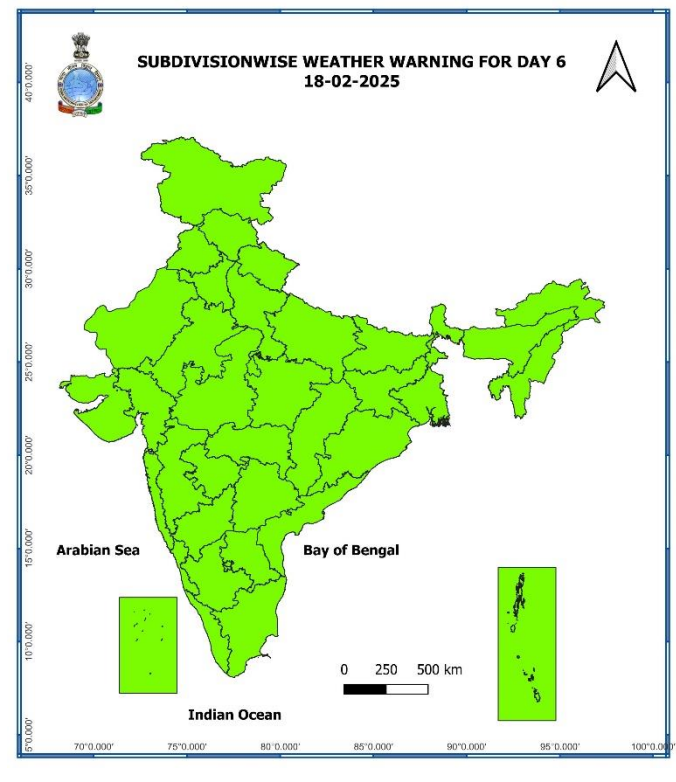 SUBDIVISIONWISE WEATHER WARNING FOR DAY 6
18-02-2025
40°0.000'
35°0.000'
30°0.000'
25°0.000'
20°0.000'
15°0.000'
10°0.000'
5°0.000'
Arabian Sea
Bay of Bengal
0 250 500 km
Indian Ocean
70°0.000' 75°0.000' 80°0.000' 85°0.000' 90°0.000' 95°0.000' 100°0.000'